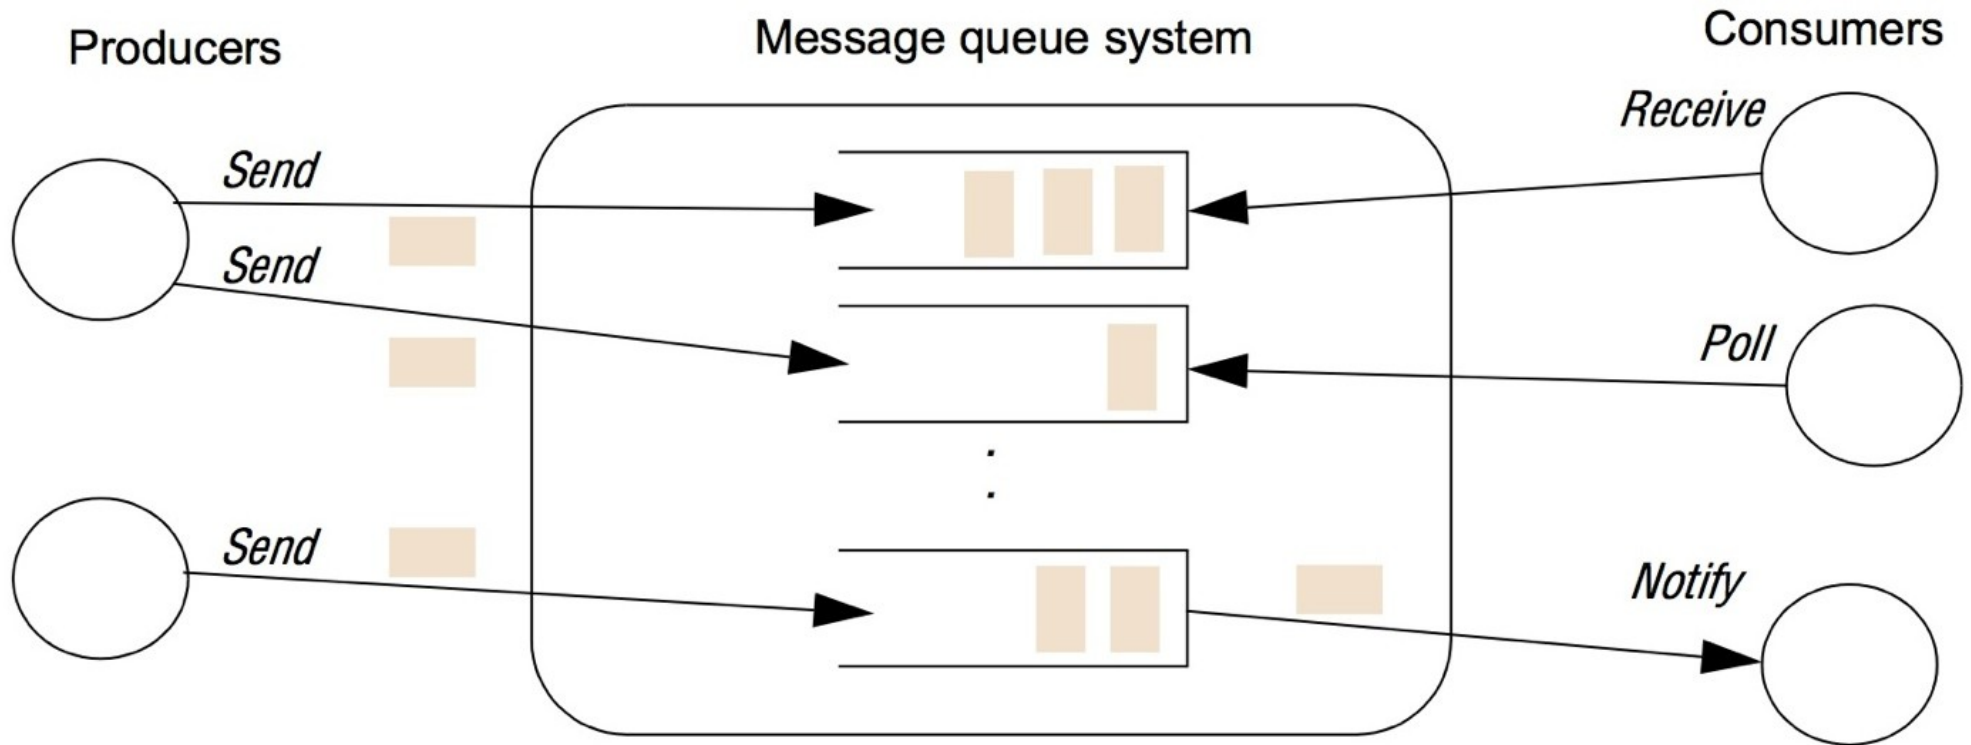 Producers
Message queue system
Consumers
Send
Receive
Send
Poll
:
Send
Notify